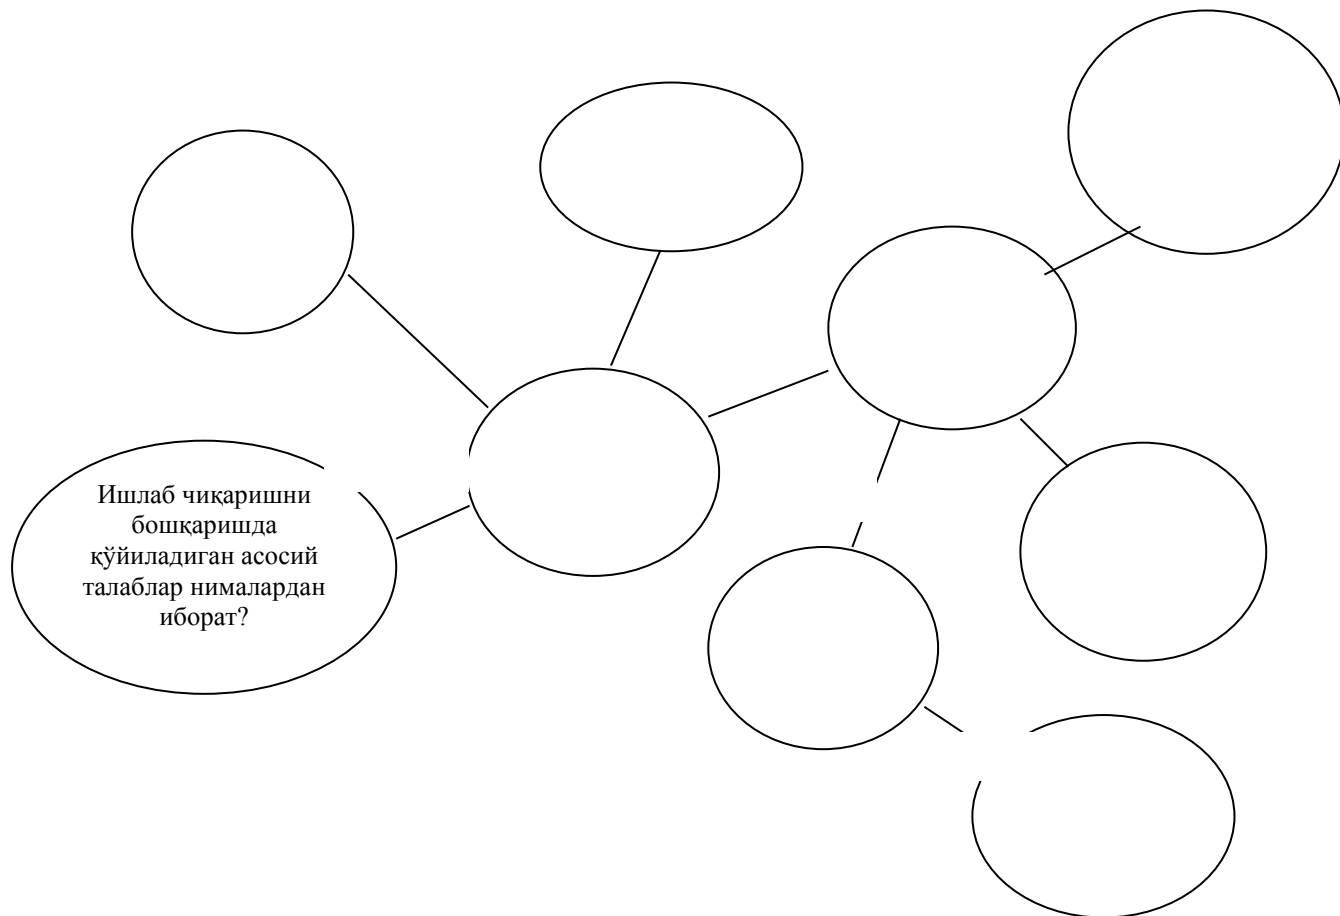 Ишлаб чиқаришни
бошқаришда
қўйиладиган асосий
талаблар нималардан
иборат?